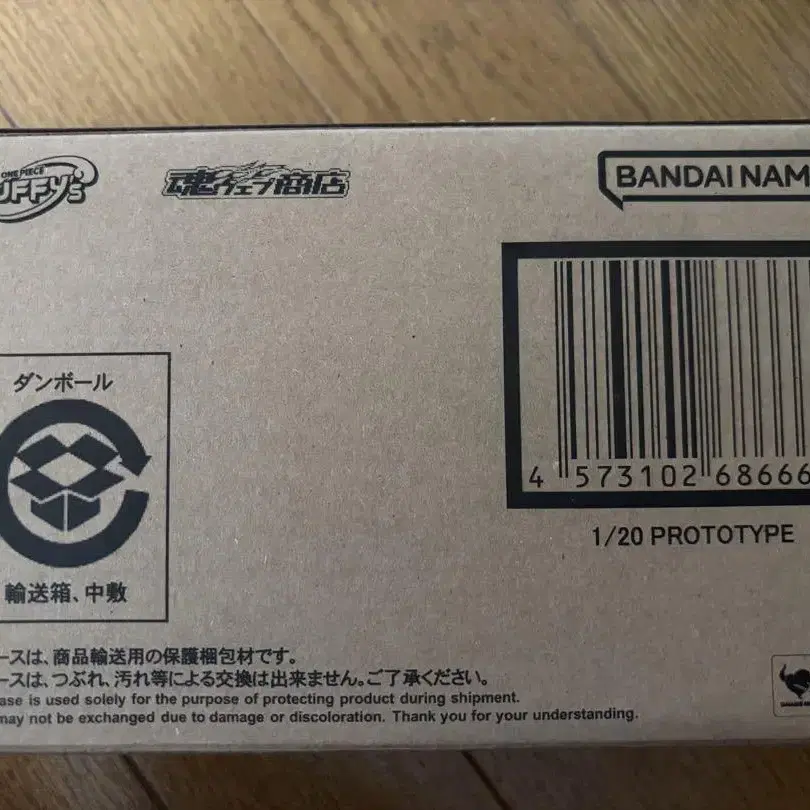 ONE PIECE
UFFY's
魂ウェブ商店
BANDAI NAM
4 573102 68666
1/20 PROTOTYPE
ダンボール
輸送箱、中敷
ースは、商品輸送用の保護梱包材です。
ースは、つぶれ、汚れ等による交換は出来ません。ご了承ください。
ase is used solely for the purpose of protecting product during shipment.
may not be exchanged due to damage or discoloration. Thank you for your understanding.